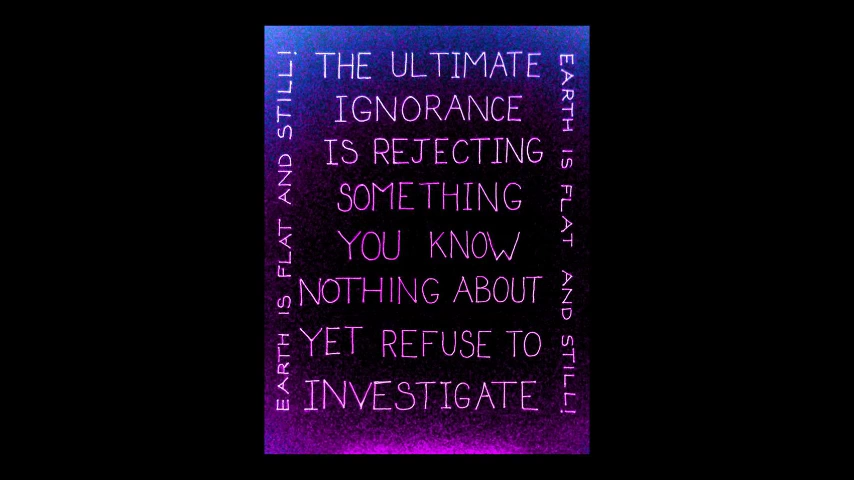 EARTH IS FLAT AND STILL!
THE ULTIMATE
IGNORANCE
IS REJECTING
SOMETHING
YOU KNOW
NOTHING ABOUT
YET REFUSE TO
INVESTIGATE
EARTH IS FLAT AND STILL!